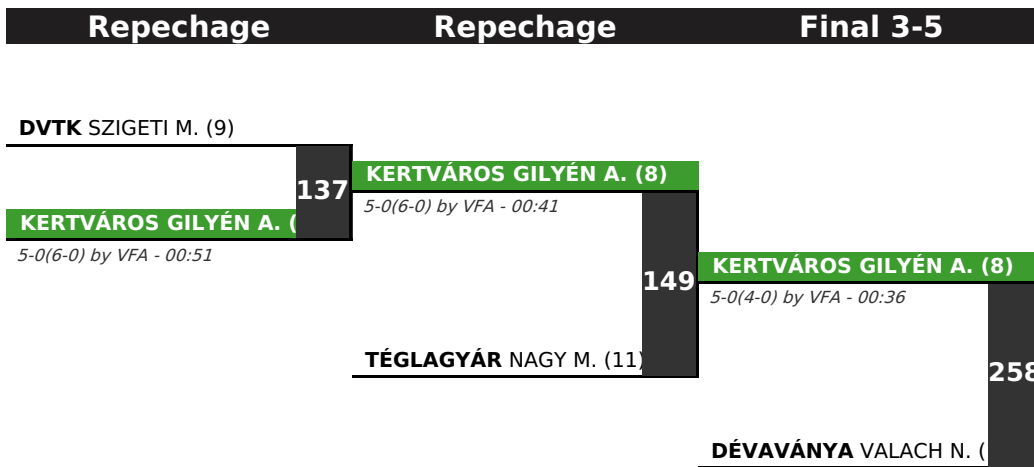 Repechage Repechage Final 3-5
DVTK SZIGETI M. (9)
137
KERTVÁROS GILYÉN A. (
5-0(6-0) by VFA - 00:51
KERTVÁROS GILYÉN A. (8)
5-0(6-0) by VFA - 00:41
149
TÉGLAGYÁR NAGY M. (11)
KERTVÁROS GILYÉN A. (8)
5-0(4-0) by VFA - 00:36
258
DÉVAVÁNYA VALACH N. (